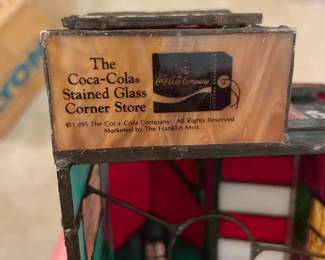 The
Coca-Cola®
Stained Glass
Corner Store
The
Coca-Cola Company
©1995 The Coca-Cola Company. All Rights Reserved
Marketed by The Franklin Mint.